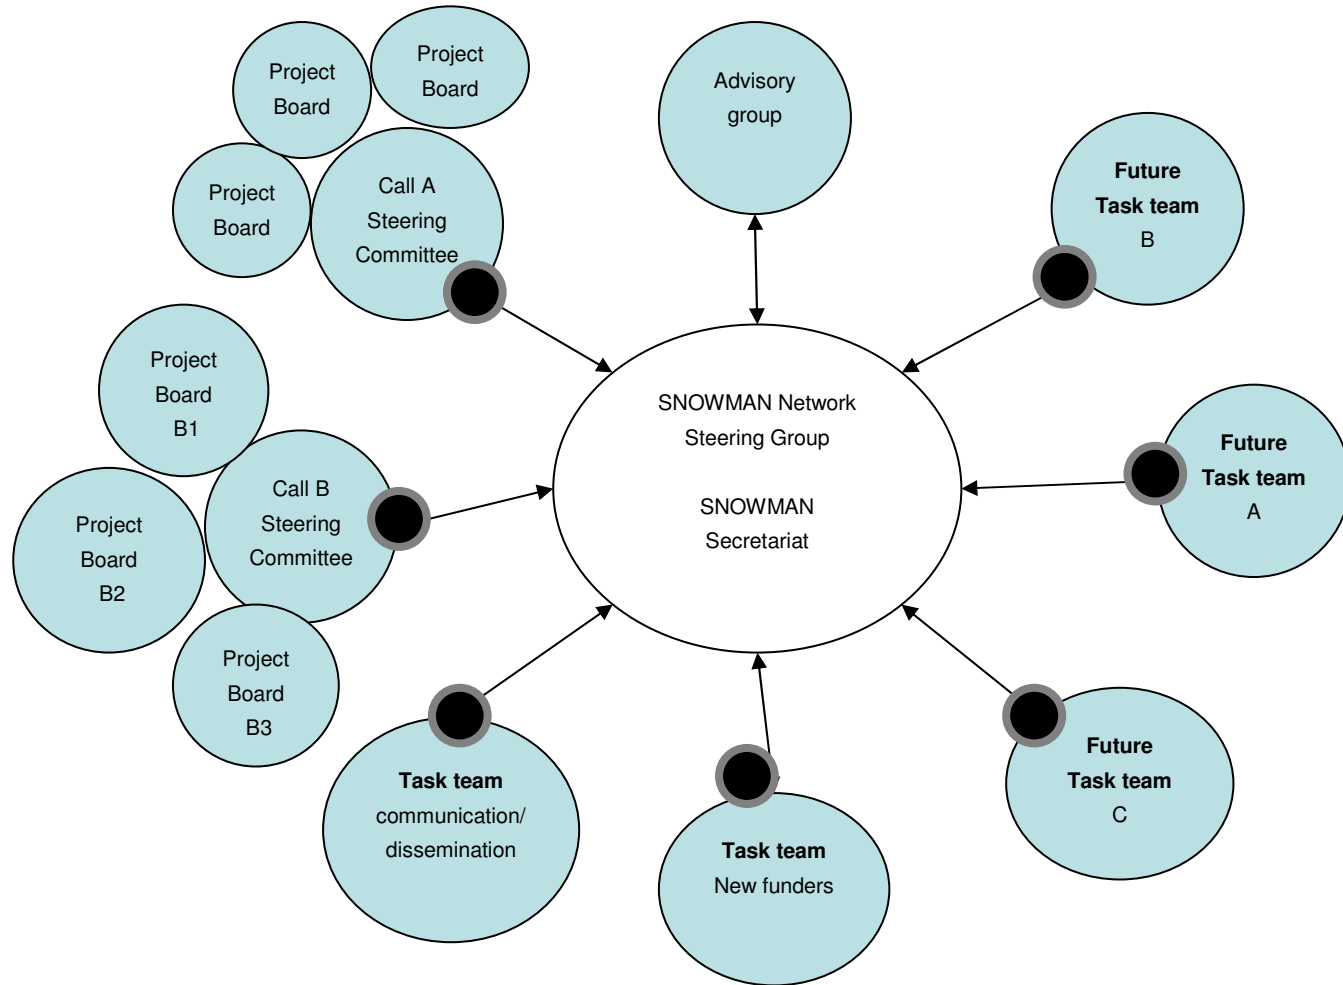 Project
Board
Project
Board
Project
Board
Call A
Steering
Committee
Advisory
group
Future
Task team
B
Project
Board
B1
Call B
Steering
Committee
Project
Board
B2
Project
Board
B3
SNOWMAN Network
Steering Group
SNOWMAN
Secretariat
Future
Task team
A
Task team
communication/
dissemination
Task team
New funders
Future
Task team
C